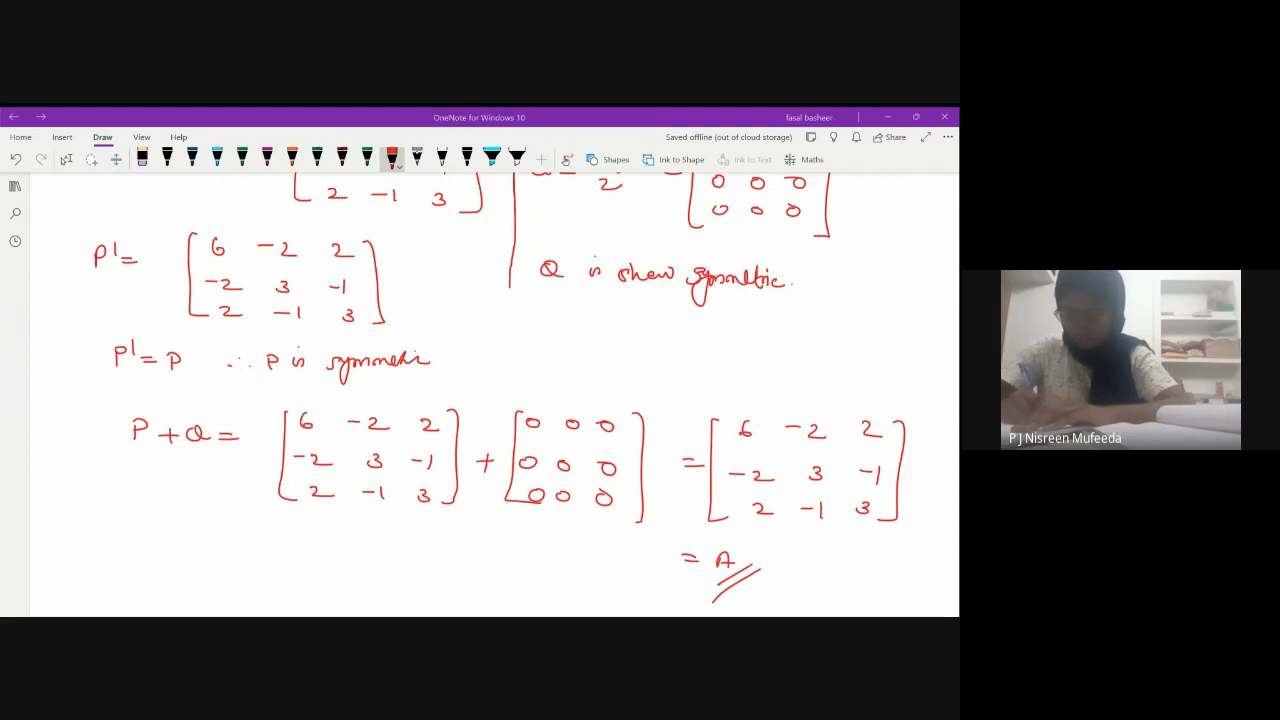 OneNote for Windows 10
fasal basheer
Home Insert Draw View Help
Saved offline (out of cloud storage)
Share
Shapes
Ink to Shape
Ink to Text
Maths
2 -1 3
2
0 0 0
0 0 0
P' = 6 -2 2
-2 3 -1
2 -1 3
Q is skew symmetric.
P' = P ∴ P is symmetric
P + Q = [6 -2 2] + [0 0 0] = [6 -2 2]
[-2 3 -1] [0 0 0] [-2 3 -1]
[2 -1 3] [0 0 0] [2 -1 3]
= A
P J Nisreen Mufeeda